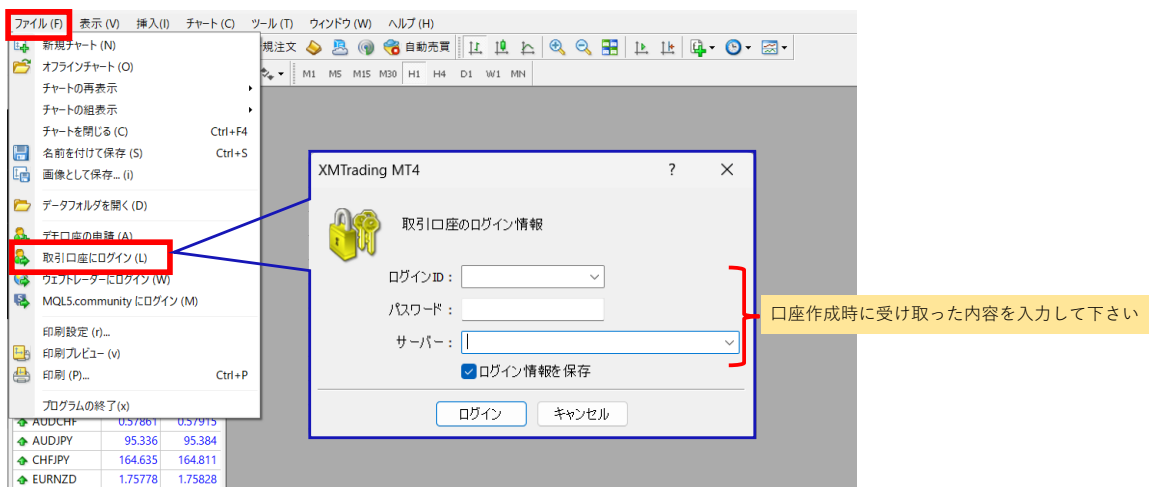 ファイル (F) 表示 (V) 挿入(I) チャート (C) ツール (T) ウィンドウ (W) ヘルプ (H)
新規チャート (N)
規注文 自動売買
オフラインチャート (O)
M1 M5 M15 M30 H1 H4 D1 W1 MN
チャートの再表示
チャートの組表示
チャートを閉じる (C) Ctrl+F4
名前を付けて保存 (S) Ctrl+S
画像として保存... (i)
データフォルダを開く (D)
デモ口座の申請 (A)
取引口座にログイン (L)
ウェブトレーダーにログイン (W)
MQL5.community にログイン (M)
印刷設定 (r)...
印刷プレビュー (v)
印刷 (P)... Ctrl+P
プログラムの終了(x)
AUDCHF 0.57861 0.57915
AUDJPY 95.336 95.384
CHFJPY 164.635 164.811
EURNZD 1.75778 1.75828
XMTrading MT4 ?
取引口座のログイン情報
ログインID :
パスワード :
サーバー :
ログイン情報を保存
ログイン キャンセル
口座作成時に受け取った内容を入力して下さい